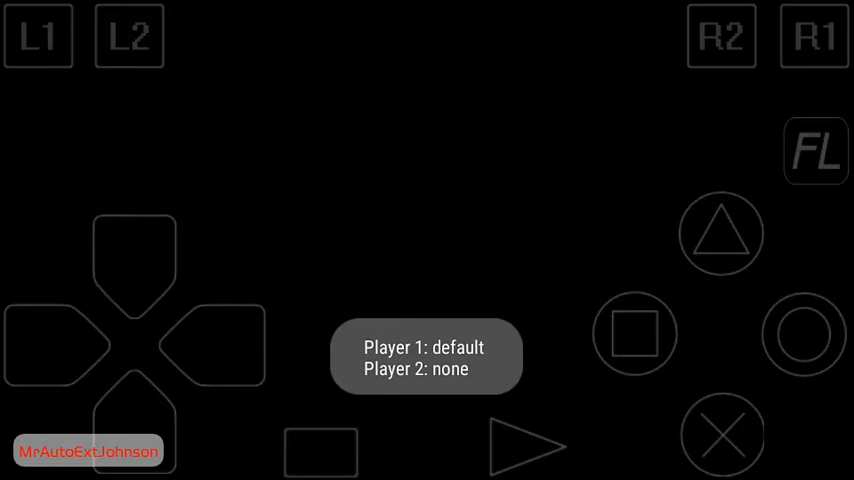 L1 L2 R2 R1
FL
Player 1: default
Player 2: none
MrAutoExtJohnson